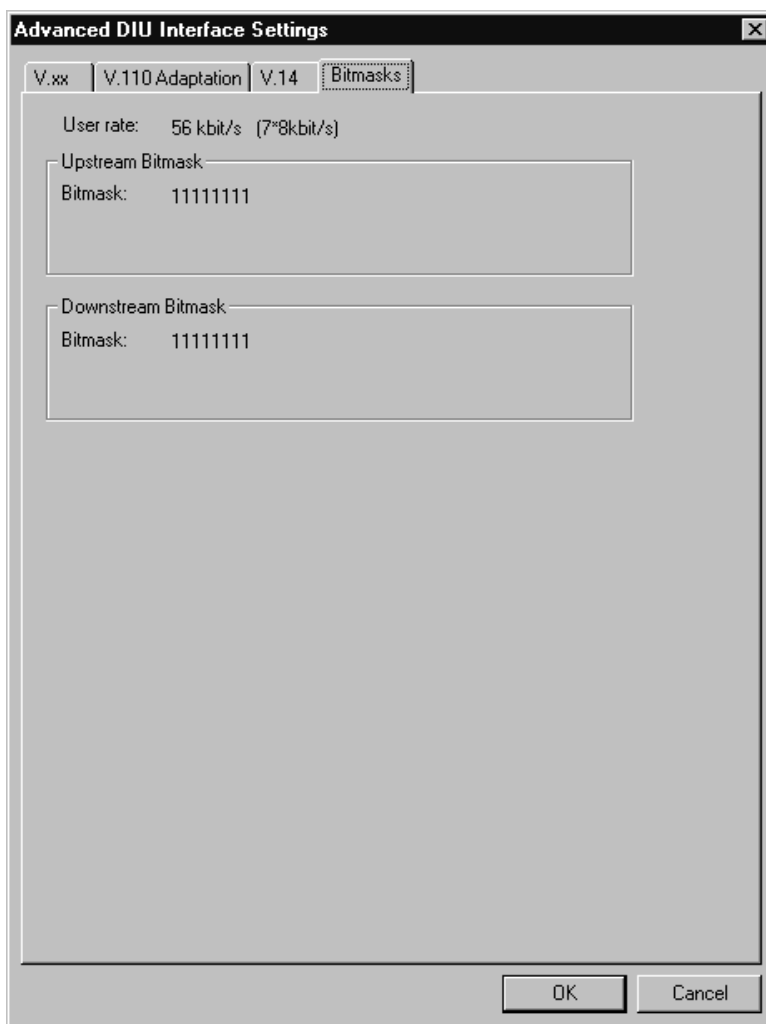 Advanced DIU Interface Settings
V.xx V.110 Adaptation V.14 Bitmasks
User rate: 56 kbit/s (7*8kbit/s)
Upstream Bitmask
Bitmask: 11111111
Downstream Bitmask
Bitmask: 11111111
OK Cancel